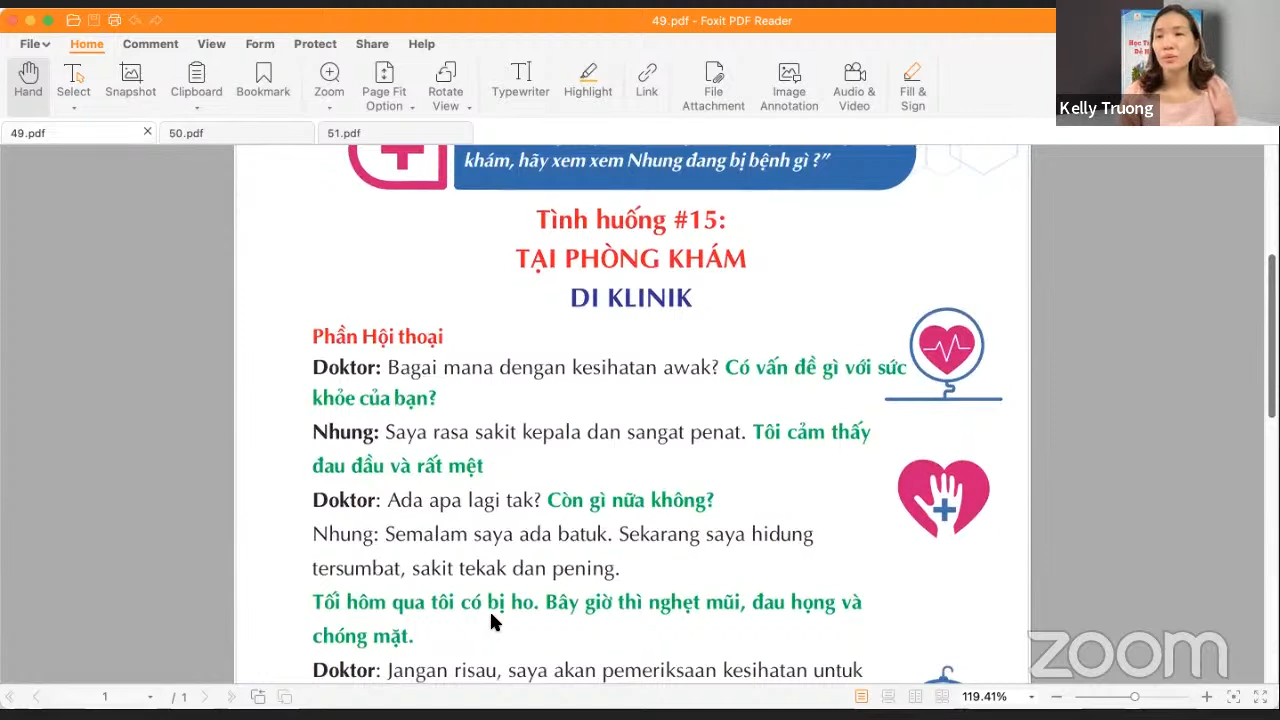 49.pdf - Foxit PDF Reader
File Home Comment View Form Protect Share Help
Hand Select Snapshot Clipboard Bookmark Zoom Page Fit Option Rotate View Typewriter Highlight Link File Attachment Image Annotation Audio & Video Fill & Sign
Kelly Truong
49.pdf 50.pdf 51.pdf
khám, hãy xem xem Nhung đang bị bệnh gì ?”
Tình huống #15:
TẠI PHÒNG KHÁM
DI KLINIK
Phần Hội thoại
Doktor: Bagai mana dengan kesihatan awak? Có vấn đề gì với sức
khỏe của bạn?
Nhung: Saya rasa sakit kepala dan sangat penat. Tôi cảm thấy
đau đầu và rất mệt
Doktor: Ada apa lagi tak? Còn gì nữa không?
Nhung: Semalam saya ada batuk. Sekarang saya hidung
tersumbat, sakit tekak dan pening.
Tối hôm qua tôi có bị ho. Bây giờ thì nghẹt mũi, đau họng và
chóng mặt.
Doktor: Jangan risau, saya akan pemeriksaan kesihatan untuk
zoom
1 / 1 119.41%